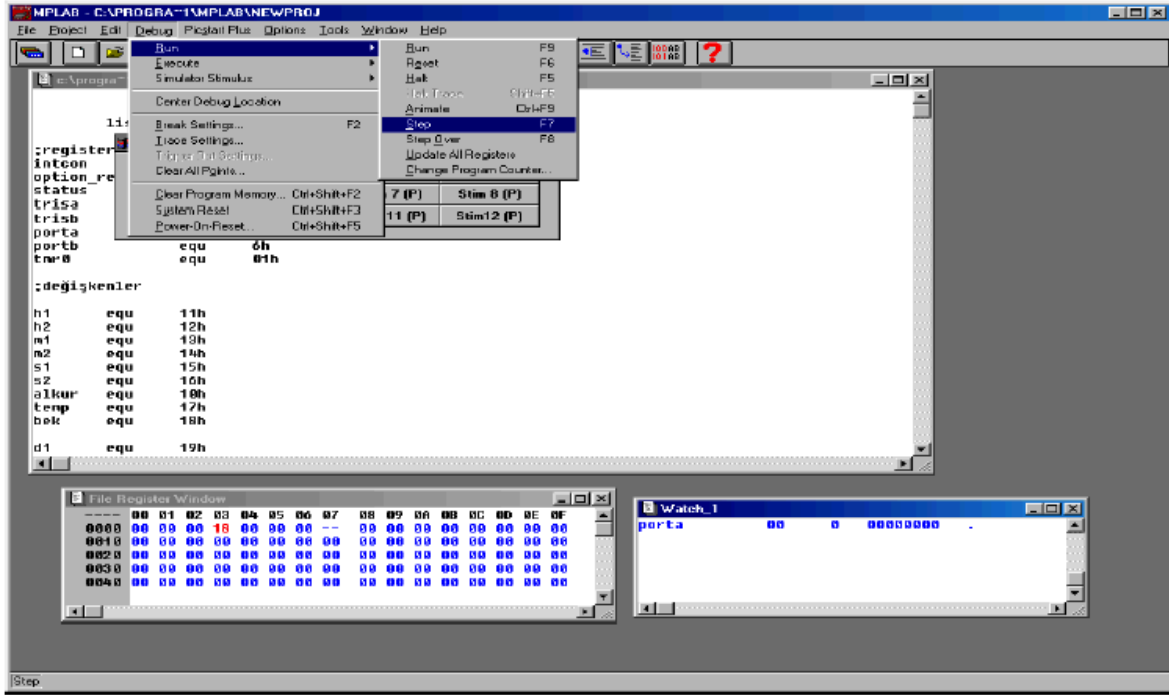 MPLAB - C:\PROGRA~1\MPLAB\NEWPROJ
File Project Edit Debug Picstart Plus Options Tools Window Help
c:\progra~
Run
Execute
Simulator Stimulus
Center Debug Location
Break Settings... F2
Trace Settings...
Trigger Out Settings...
Clear All Points...
Clear Program Memory... Ctrl+Shift+F2
System Reset Ctrl+Shift+F3
Power-On-Reset... Ctrl+Shift+F5
Run F9
Reset F6
Halt F5
Halt Trace Shift+F5
Animate Ctrl+F9
Step F7
Step Over F8
Update All Registers
Change Program Counter...
7 (P) Stim 8 (P)
11 (P) Stim12 (P)
lis
;register
intcon
option_re
status
trisa
trisb
porta
portb equ 6h
tmr0 equ 01h
;değişkenler
h1 equ 11h
h2 equ 12h
m1 equ 13h
m2 equ 14h
s1 equ 15h
s2 equ 16h
alkur equ 10h
temp equ 17h
bek equ 18h
d1 equ 19h
File Register Window
---- 00 01 02 03 04 05 06 07 08 09 0A 0B 0C 0D 0E 0F
0000 00 00 00 18 00 00 00 -- 00 00 00 00 00 00 00 00
0010 00 00 00 00 00 00 00 00 00 00 00 00 00 00 00 00
0020 00 00 00 00 00 00 00 00 00 00 00 00 00 00 00 00
0030 00 00 00 00 00 00 00 00 00 00 00 00 00 00 00 00
0040 00 00 00 00 00 00 00 00 00 00 00 00 00 00 00 00
Watch_1
porta 00 0 00000000 .
Step